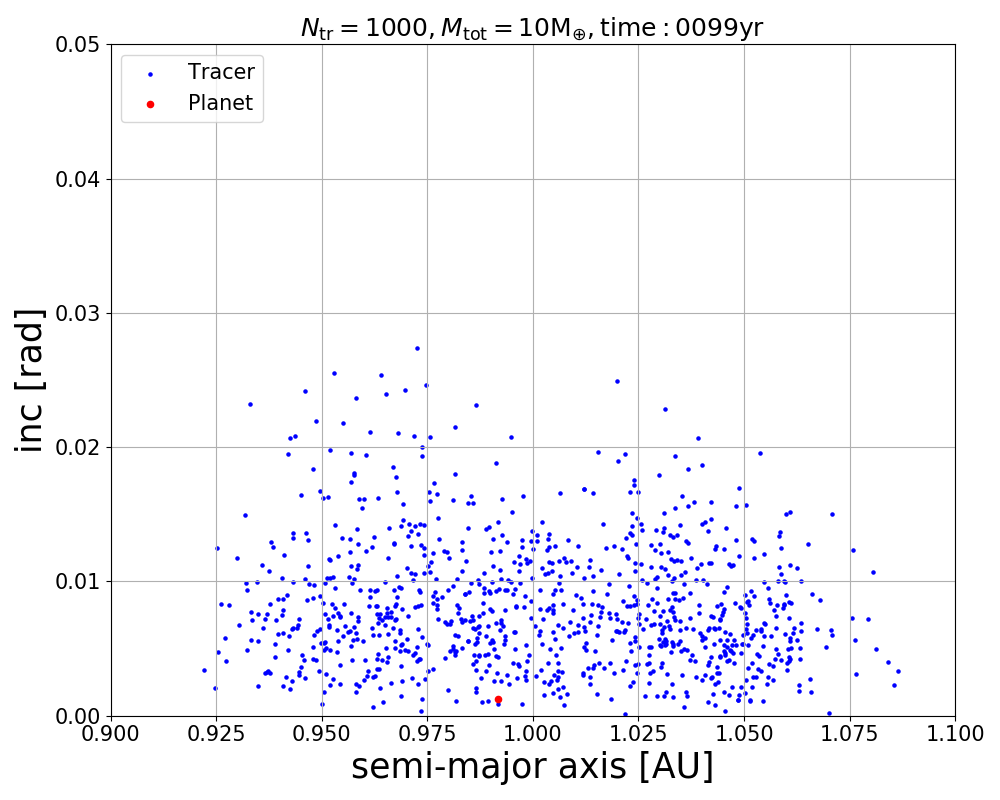 N_tr = 1000, M_tot = 10M_⊕, time : 0099yr
0.05
Tracer
Planet
0.04
0.03
inc [rad]
0.02
0.01
0.00
0.900 0.925 0.950 0.975 1.000 1.025 1.050 1.075 1.100
semi-major axis [AU]